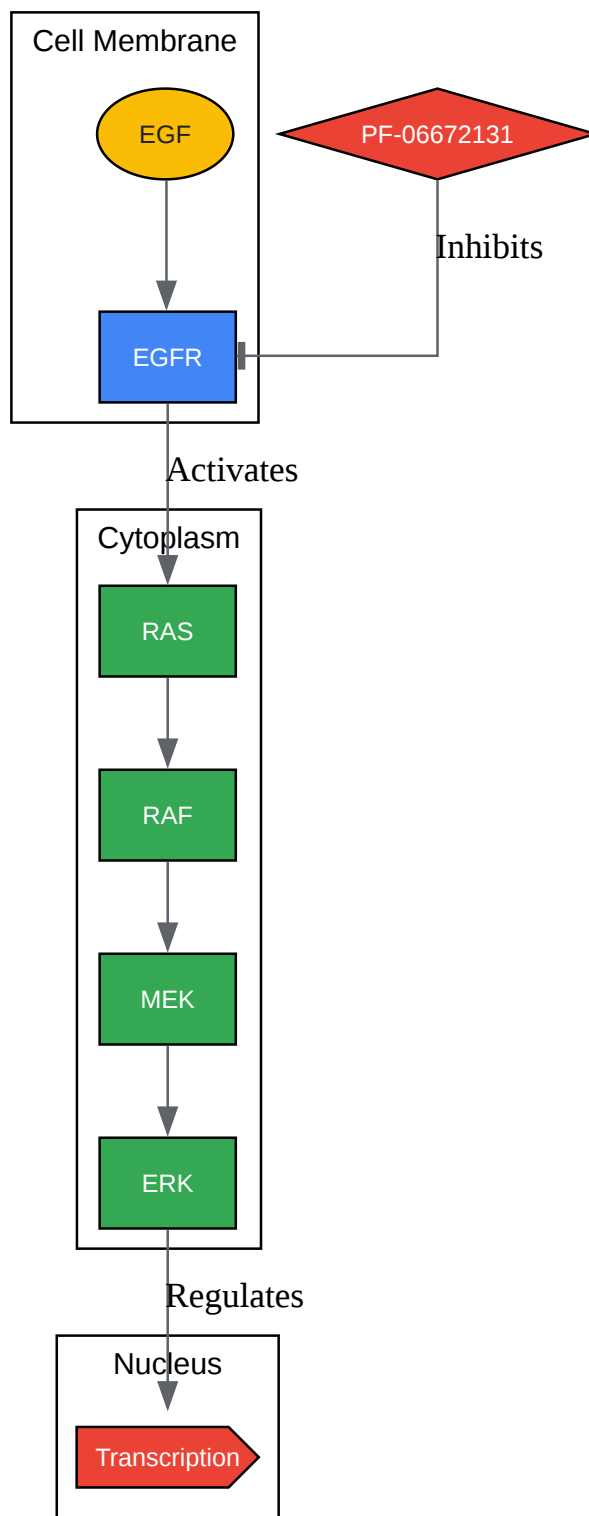 Cell Membrane
EGF
PF-06672131
Inhibits
EGFR
Activates
Cytoplasm
RAS
RAF
MEK
ERK
Regulates
Nucleus
Transcription